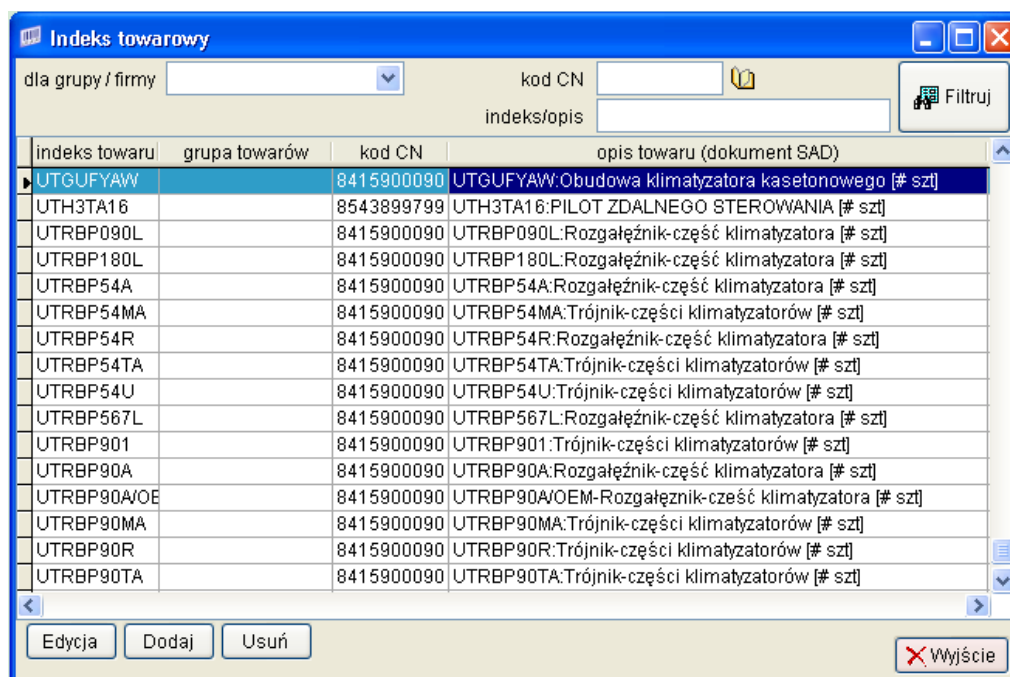 Indeks towarowy
dla grupy / firmy kod CN Filtruj
indeks/opis
indeks towaru grupa towarów kod CN opis towaru (dokument SAD)
UTGUFYAW 8415900090 UTGUFYAW:Obudowa klimatyzatora kasetonowego [# szt]
UTH3TA16 8543899799 UTH3TA16:PILOT ZDALNEGO STEROWANIA [# szt]
UTRBP090L 8415900090 UTRBP090L:Rozgałęźnik-część klimatyzatora [# szt]
UTRBP180L 8415900090 UTRBP180L:Rozgałęźnik-część klimatyzatora [# szt]
UTRBP54A 8415900090 UTRBP54A:Rozgałęźnik-część klimatyzatora [# szt]
UTRBP54MA 8415900090 UTRBP54MA:Trójnik-części klimatyzatorów [# szt]
UTRBP54R 8415900090 UTRBP54R:Rozgałęźnik-część klimatyzatora [# szt]
UTRBP54TA 8415900090 UTRBP54TA:Trójnik-części klimatyzatorów [# szt]
UTRBP54U 8415900090 UTRBP54U:Trójnik-części klimatyzatorów [# szt]
UTRBP567L 8415900090 UTRBP567L:Rozgałęźnik-część klimatyzatora [# szt]
UTRBP901 8415900090 UTRBP901:Trójnik-części klimatyzatorów [# szt]
UTRBP90A 8415900090 UTRBP90A:Rozgałęźnik-część klimatyzatora [# szt]
UTRBP90A/OE 8415900090 UTRBP90A/OEM-Rozgałęznik-cześć klimatyzatora [# szt]
UTRBP90MA 8415900090 UTRBP90MA:Trójnik-części klimatyzatorów [# szt]
UTRBP90R 8415900090 UTRBP90R:Trójnik-części klimatyzatorów [# szt]
UTRBP90TA 8415900090 UTRBP90TA:Trójnik-części klimatyzatorów [# szt]
Edycja Dodaj Usuń Wyjście